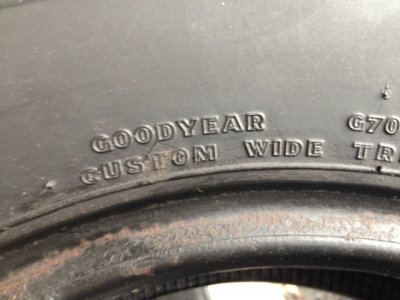 GOODYEAR G70
CUSTOM WIDE TR